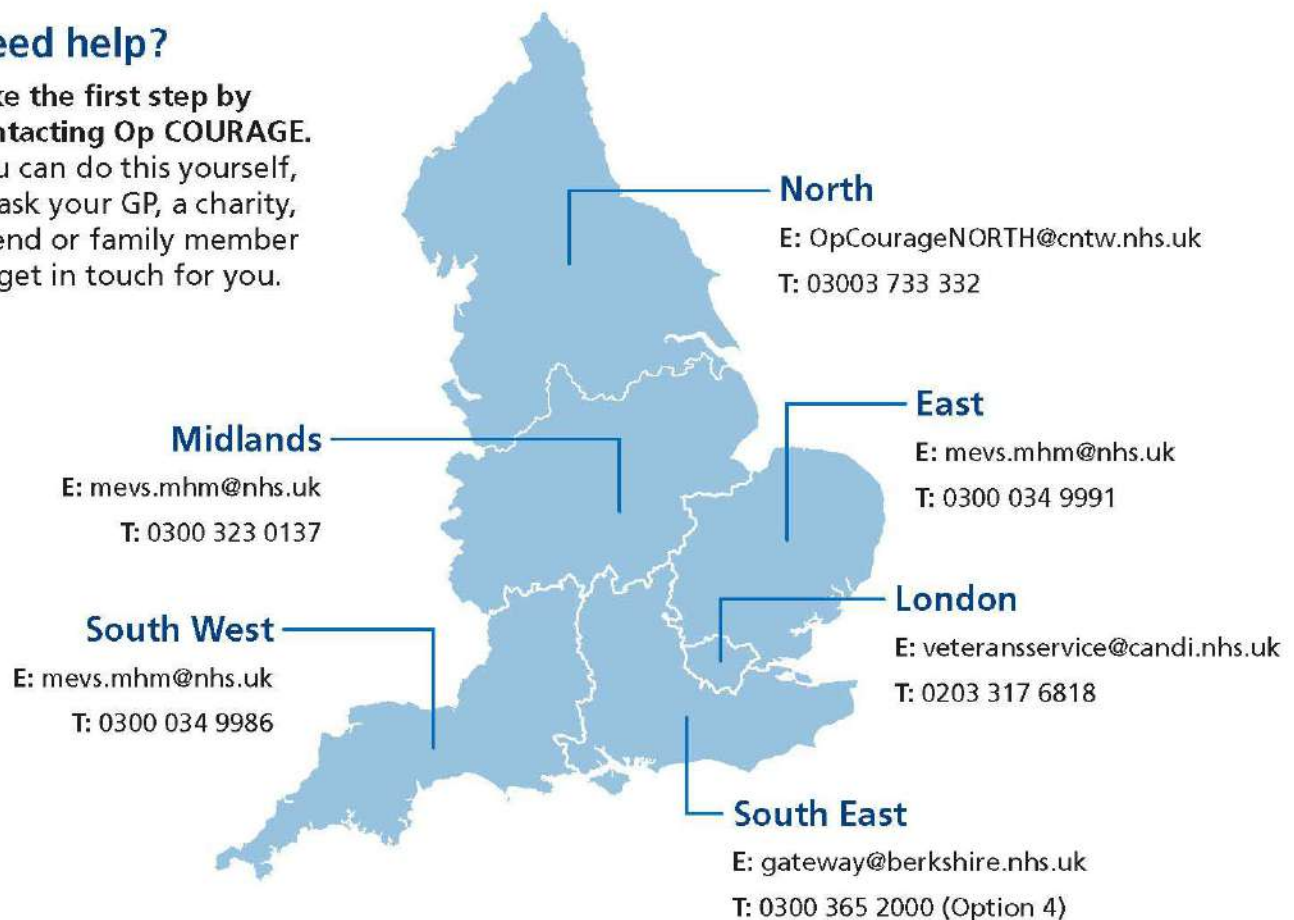 eed help?
ke the first step by
ntacting Op COURAGE.
u can do this yourself,
ask your GP, a charity,
end or family member
get in touch for you.
North
E: OpCourageNORTH@cntw.nhs.uk
T: 03003 733 332
Midlands
E: mevs.mhm@nhs.uk
T: 0300 323 0137
East
E: mevs.mhm@nhs.uk
T: 0300 034 9991
South West
E: mevs.mhm@nhs.uk
T: 0300 034 9986
London
E: veteransservice@candi.nhs.uk
T: 0203 317 6818
South East
E: gateway@berkshire.nhs.uk
T: 0300 365 2000 (Option 4)